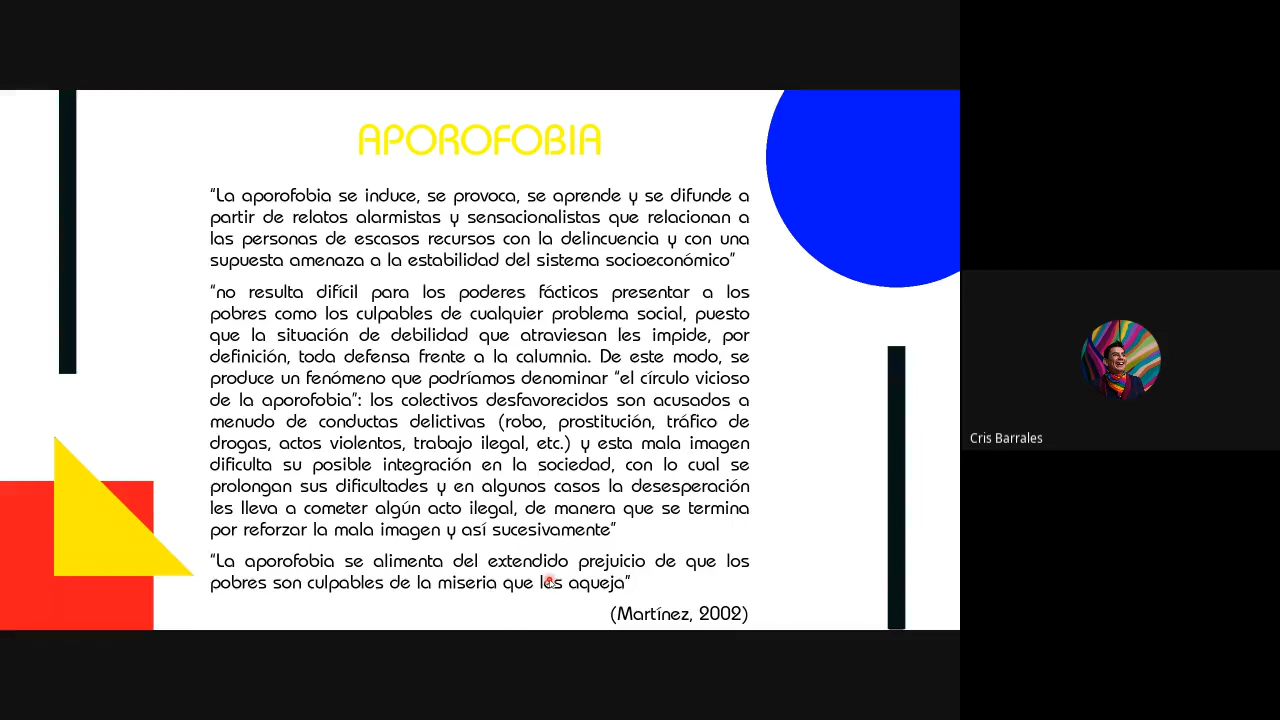 APOROFOBIA
"La aporofobia se induce, se provoca, se aprende y se difunde a
partir de relatos alarmistas y sensacionalistas que relacionan a
las personas de escasos recursos con la delincuencia y con una
supuesta amenaza a la estabilidad del sistema socioeconómico"
"no resulta difícil para los poderes fácticos presentar a los
pobres como los culpables de cualquier problema social, puesto
que la situación de debilidad que atraviesan les impide, por
definición, toda defensa frente a la calumnia. De este modo, se
produce un fenómeno que podríamos denominar "el círculo vicioso
de la aporofobia": los colectivos desfavorecidos son acusados a
menudo de conductas delictivas (robo, prostitución, tráfico de
drogas, actos violentos, trabajo ilegal, etc.) y esta mala imagen
dificulta su posible integración en la sociedad, con lo cual se
prolongan sus dificultades y en algunos casos la desesperación
les lleva a cometer algún acto ilegal, de manera que se termina
por reforzar la mala imagen y así sucesivamente"
"La aporofobia se alimenta del extendido prejuicio de que los
pobres son culpables de la miseria que les aqueja"
(Martínez, 2002)
Cris Barrales